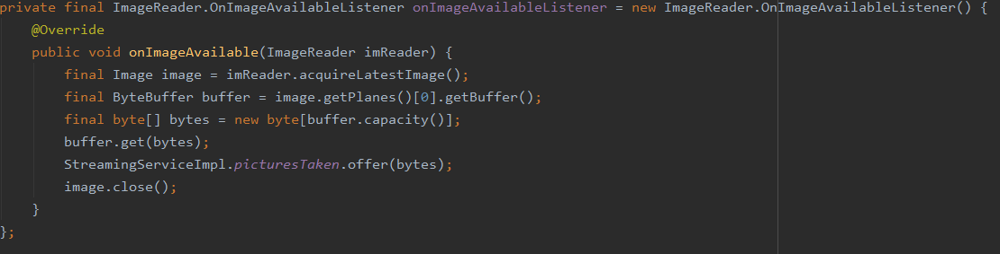 private final ImageReader.OnImageAvailableListener onImageAvailableListener = new ImageReader.OnImageAvailableListener() {
    @Override
    public void onImageAvailable(ImageReader imReader) {
        final Image image = imReader.acquireLatestImage();
        final ByteBuffer buffer = image.getPlanes()[0].getBuffer();
        final byte[] bytes = new byte[buffer.capacity()];
        buffer.get(bytes);
        StreamingServiceImpl.picturesTaken.offer(bytes);
        image.close();
    }
};